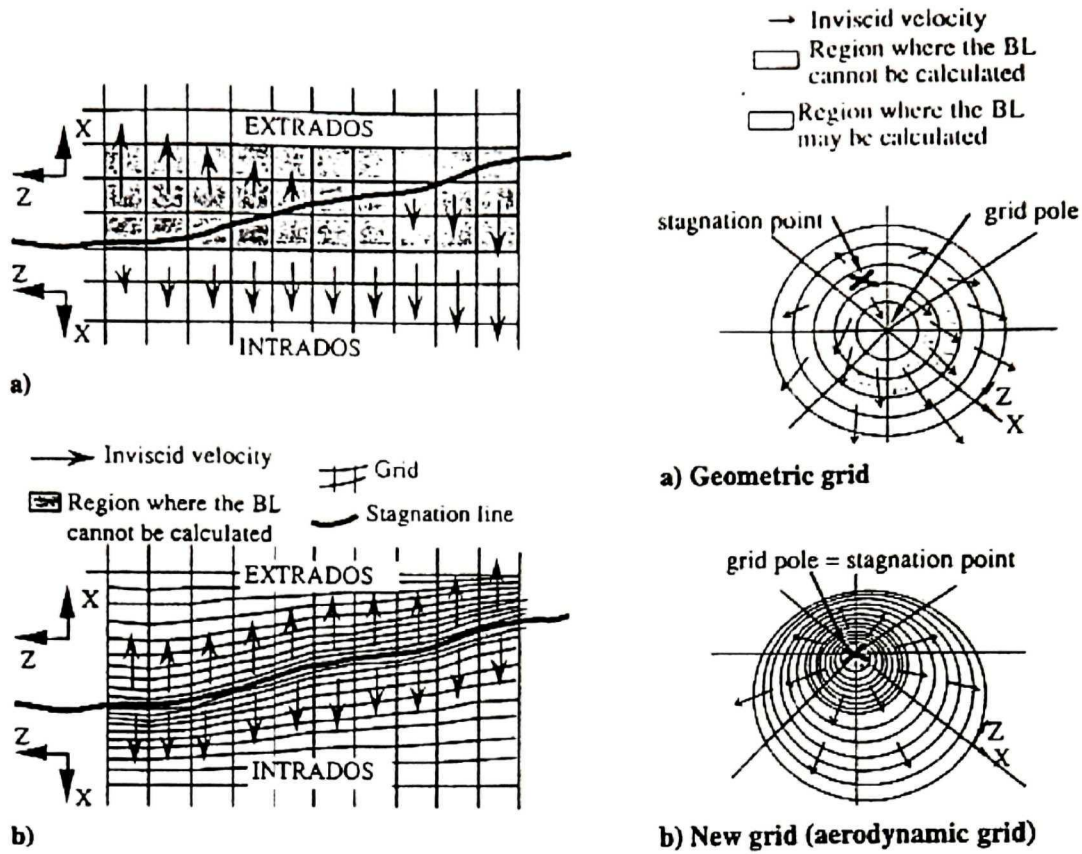 X
EXTRADOS
Z
Z
X
INTRADOS
a)
Inviscid velocity
Grid
Region where the BL
cannot be calculated
Stagnation line
EXTRADOS
X
Z
Z
X
INTRADOS
b)
Inviscid velocity
Region where the BL
cannot be calculated
Region where the BL
may be calculated
stagnation point
grid pole
Z
X
a) Geometric grid
grid pole = stagnation point
Z
X
b) New grid (aerodynamic grid)